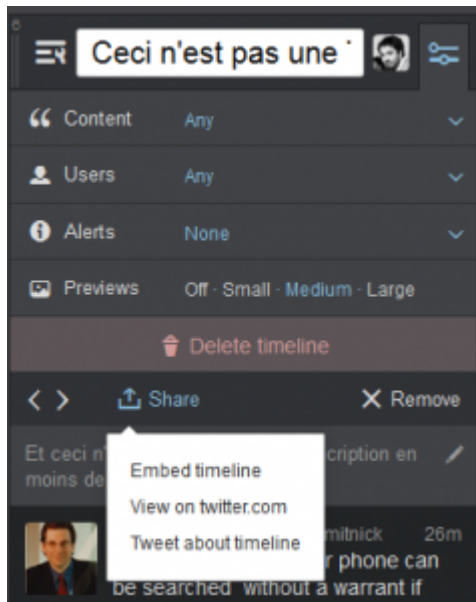 6
Ceci n'est pas une
Content Any
Users Any
Alerts None
Previews Off · Small · Medium · Large
Delete timeline
Share Remove
Et ceci n' cription en
moins de
Embed timeline
View on twitter.com
Tweet about timeline
mitnick 26m
r phone can
be searched without a warrant if